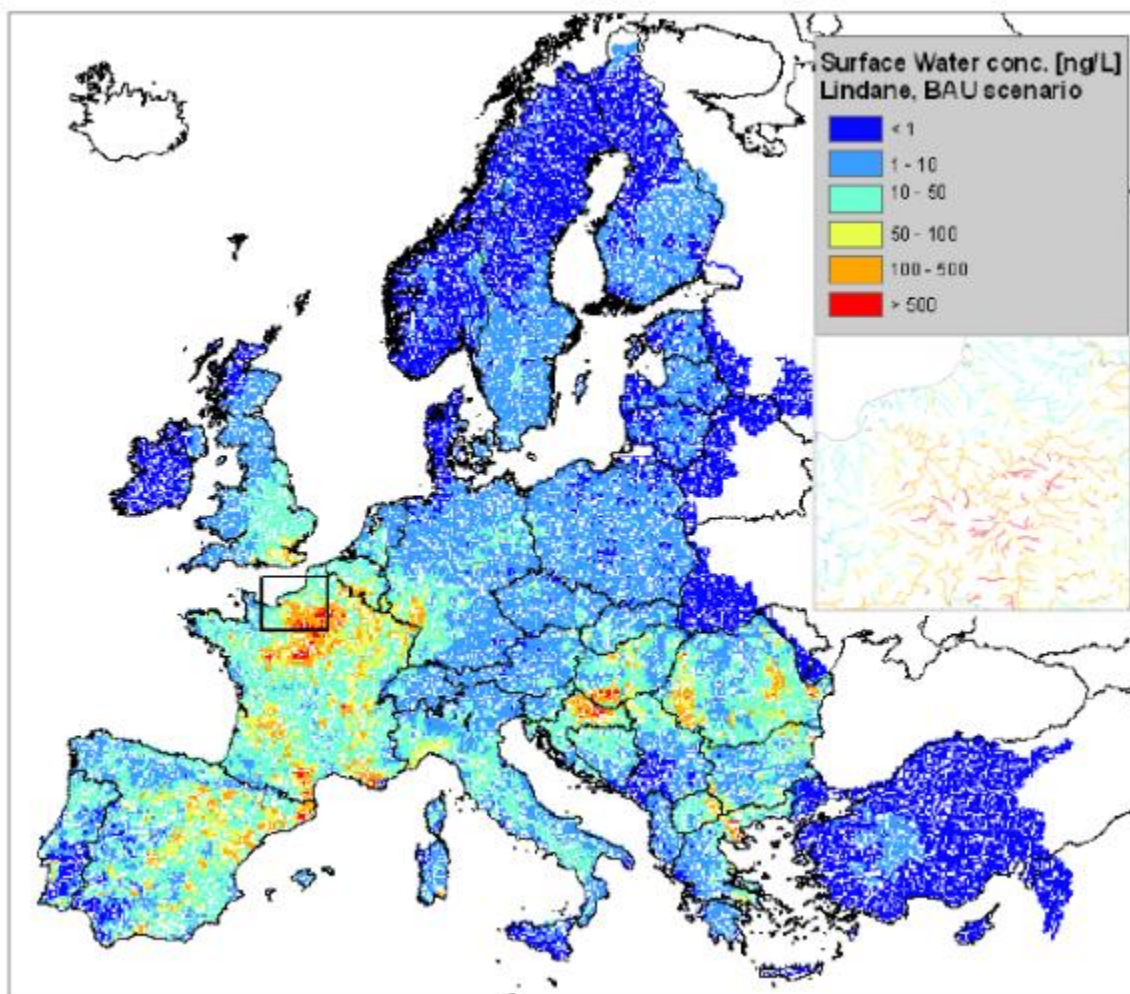 Surface Water conc. [ng/L]
Lindane, BAU scenario
< 1
1 - 10
10 - 50
50 - 100
100 - 500
> 500